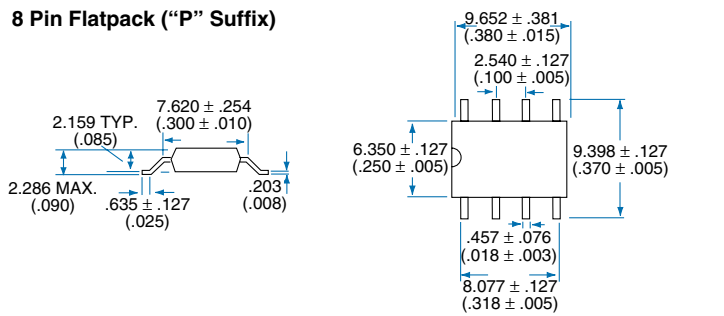 8 Pin Flatpack (“P” Suffix)
9.652 ± .381
(.380 ± .015)
2.540 ± .127
(.100 ± .005)
7.620 ± .254
(.300 ± .010)
2.159 TYP.
(.085)
2.286 MAX.
(.090)
.635 ± .127
(.025)
.203
(.008)
6.350 ± .127
(.250 ± .005)
9.398 ± .127
(.370 ± .005)
.457 ± .076
(.018 ± .003)
8.077 ± .127
(.318 ± .005)